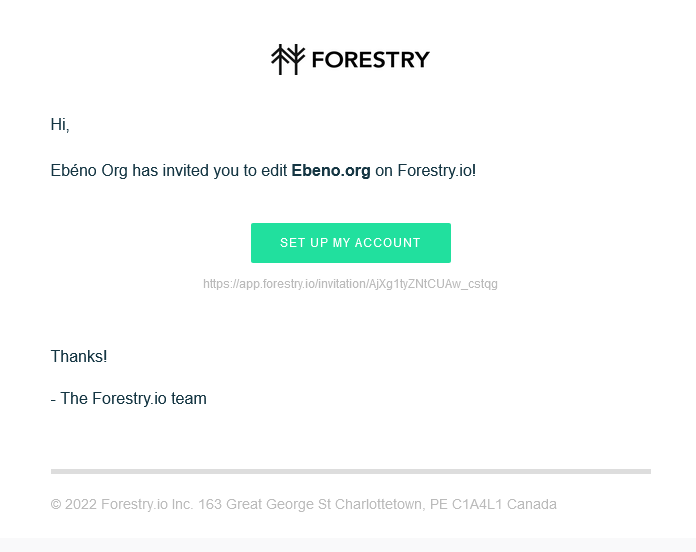 FORESTRY
Hi,
Ebéno Org has invited you to edit Ebeno.org on Forestry.io!
SET UP MY ACCOUNT
https://app.forestry.io/invitation/AjXg1tyZNtCUAw_cstqg
Thanks!
- The Forestry.io team
© 2022 Forestry.io Inc. 163 Great George St Charlottetown, PE C1A4L1 Canada